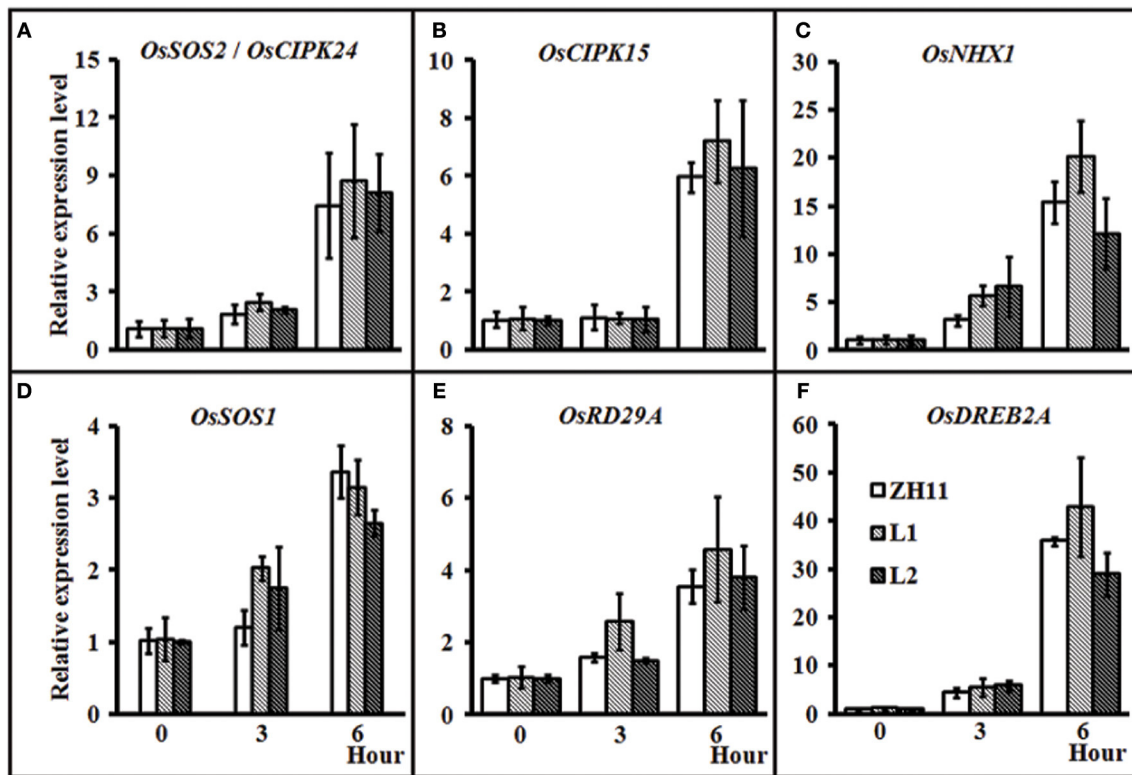 A
OsSOS2 / OsCIPK24
Relative expression level
15
12
9
6
3
0
B
OsCIPK15
10
8
6
4
2
0
C
OsNHX1
30
25
20
15
10
5
0
D
OsSOS1
Relative expression level
4
3
2
1
0
0
3
6
Hour
E
OsRD29A
8
6
4
2
0
0
3
6
Hour
F
OsDREB2A
60
50
40
30
20
10
0
ZH11
L1
L2
0
3
6
Hour